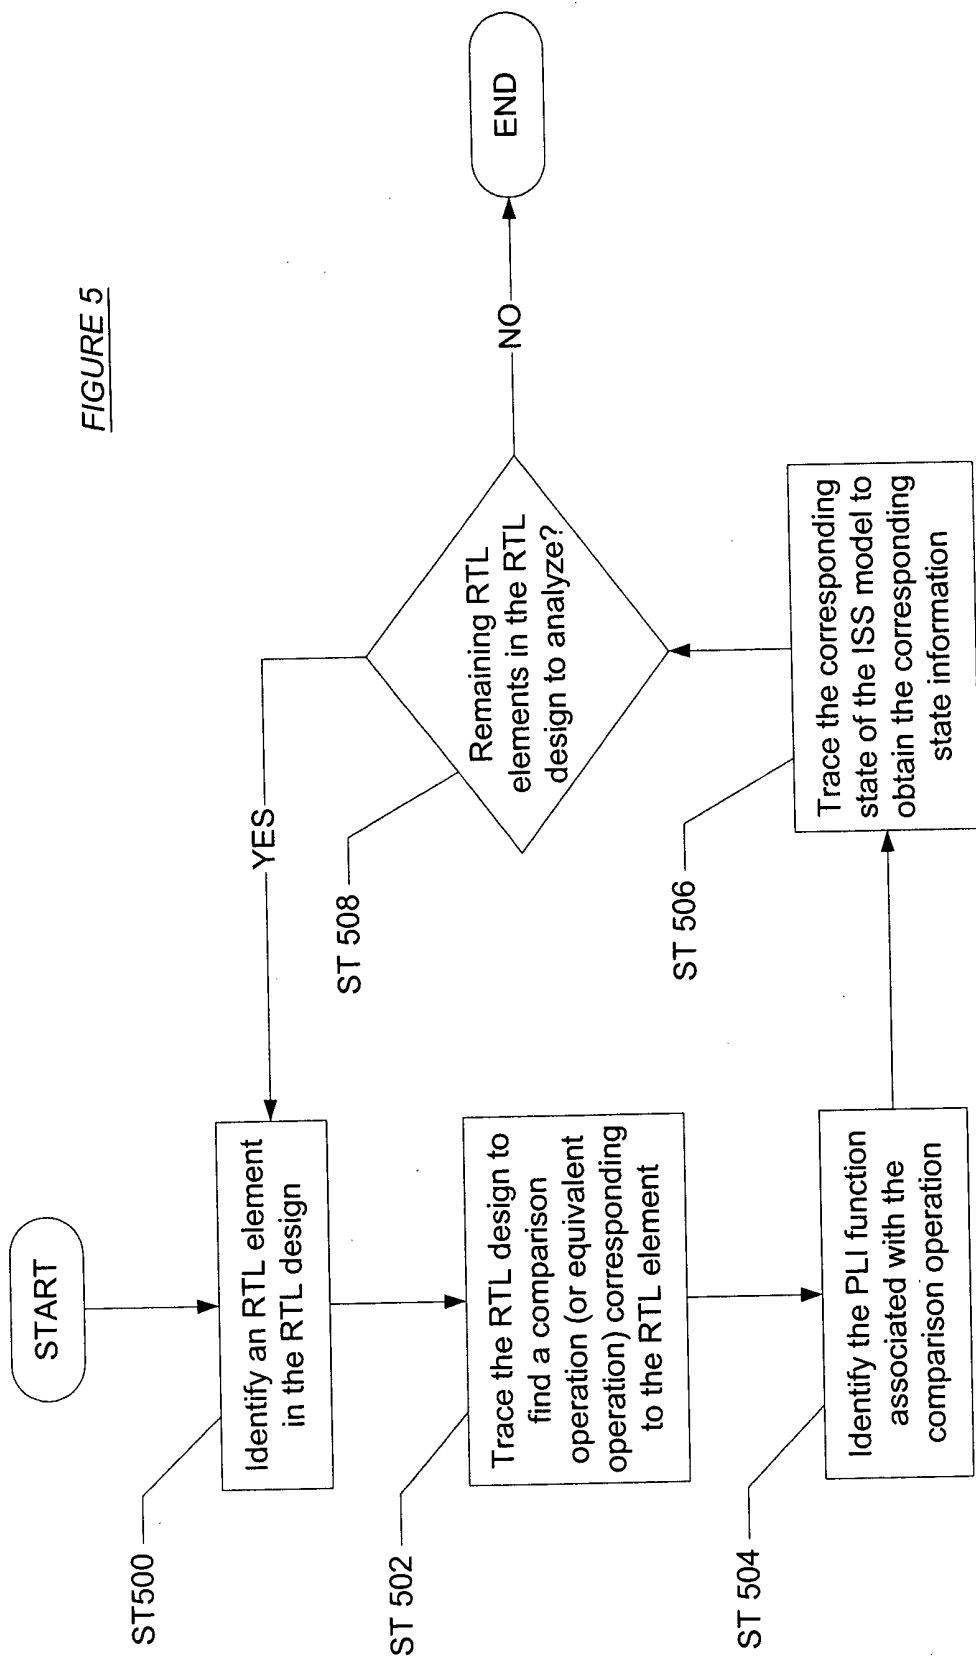 FIGURE 5
START
ST500
Identify an RTL element
in the RTL design
ST 502
Trace the RTL design to
find a comparison
operation (or equivalent
operation) corresponding
to the RTL element
ST 504
Identify the PLI function
associated with the
comparison operation
ST 506
Trace the corresponding
state of the ISS model to
obtain the corresponding
state information
ST 508
Remaining RTL
elements in the RTL
design to analyze?
YES
NO
END